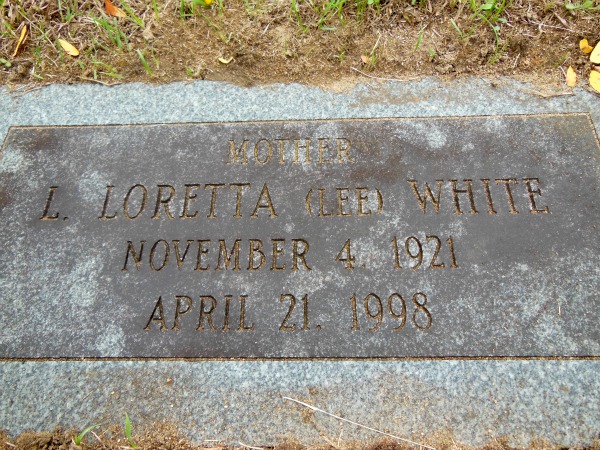 MOTHER
L. LORETTA (LEE) WHITE
NOVEMBER 4, 1921
APRIL 21, 1998